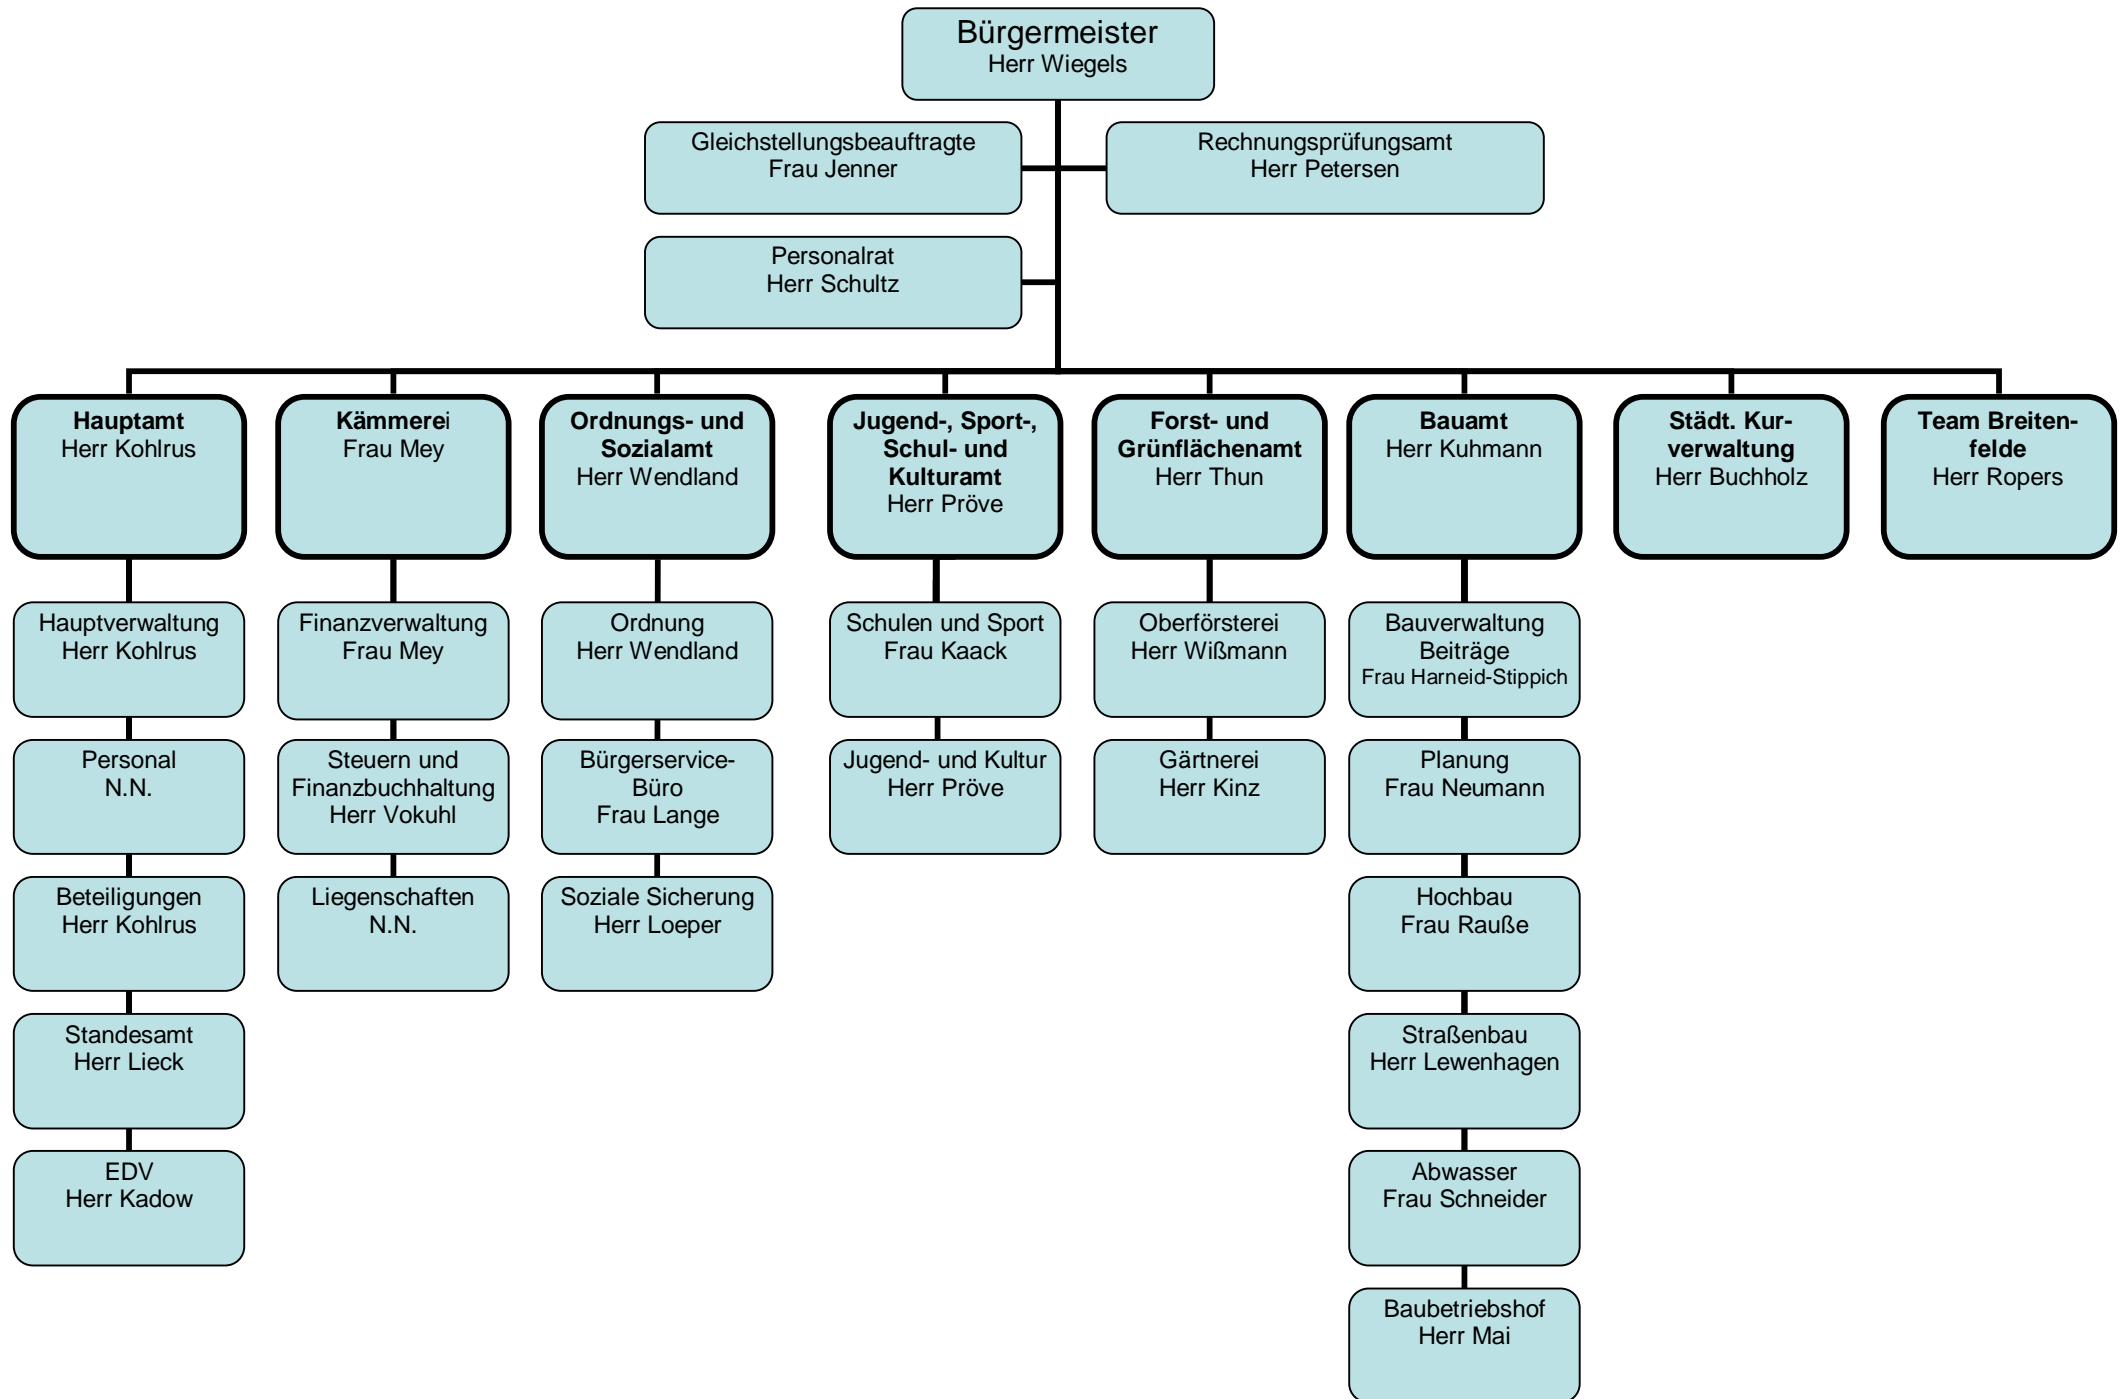 Bürgermeister
Herr Wiegels
Gleichstellungsbeauftragte
Frau Jenner
Rechnungsprüfungsamt
Herr Petersen
Personalrat
Herr Schultz
Hauptamt
Herr Kohlrus
Kämmerei
Frau Mey
Ordnungs- und
Sozialamt
Herr Wendland
Jugend-, Sport-,
Schul- und
Kulturamt
Herr Pröve
Forst- und
Grünflächenamt
Herr Thun
Bauamt
Herr Kuhmann
Städt. Kur-
verwaltung
Herr Buchholz
Team Breiten-
felde
Herr Ropers
Hauptverwaltung
Herr Kohlrus
Finanzverwaltung
Frau Mey
Ordnung
Herr Wendland
Schulen und Sport
Frau Kaack
Oberförsterei
Herr Wißmann
Bauverwaltung
Beiträge
Frau Harneid-Stippich
Personal
N.N.
Steuern und
Finanzbuchhaltung
Herr Vokuhl
Bürgerservice-
Büro
Frau Lange
Jugend- und Kultur
Herr Pröve
Gärtnerei
Herr Kinz
Planung
Frau Neumann
Beteiligungen
Herr Kohlrus
Liegenschaften
N.N.
Soziale Sicherung
Herr Loeper
Hochbau
Frau Rauße
Standesamt
Herr Lieck
Straßenbau
Herr Lewenhagen
EDV
Herr Kadow
Abwasser
Frau Schneider
Baubetriebshof
Herr Mai